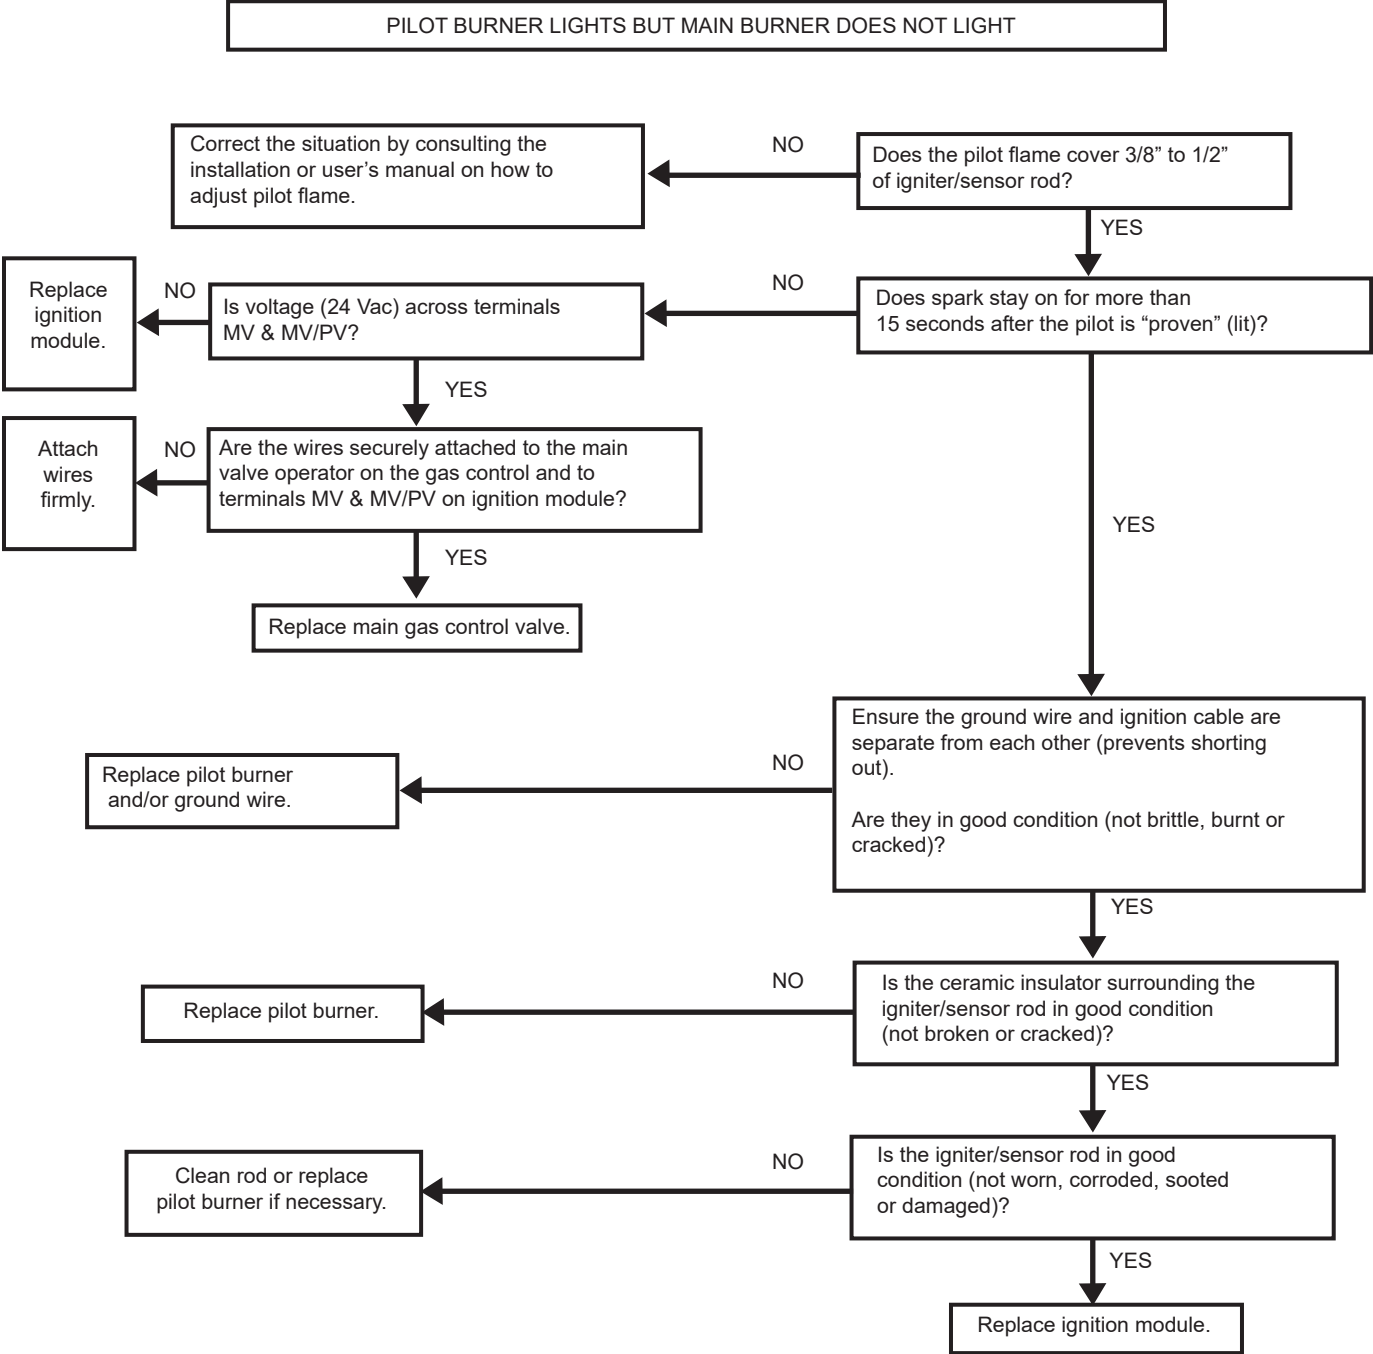 PILOT BURNER LIGHTS BUT MAIN BURNER DOES NOT LIGHT
Does the pilot flame cover 3/8” to 1/2”
of igniter/sensor rod?
NO
Correct the situation by consulting the
installation or user’s manual on how to
adjust pilot flame.
YES
Does spark stay on for more than
15 seconds after the pilot is “proven” (lit)?
NO
Is voltage (24 Vac) across terminals
MV & MV/PV?
NO
Replace
ignition
module.
YES
Are the wires securely attached to the main
valve operator on the gas control and to
terminals MV & MV/PV on ignition module?
NO
Attach
wires
firmly.
YES
Replace main gas control valve.
YES
Ensure the ground wire and ignition cable are
separate from each other (prevents shorting
out).
Are they in good condition (not brittle, burnt or
cracked)?
NO
Replace pilot burner
and/or ground wire.
YES
Is the ceramic insulator surrounding the
igniter/sensor rod in good condition
(not broken or cracked)?
NO
Replace pilot burner.
YES
Is the igniter/sensor rod in good
condition (not worn, corroded, sooted
or damaged)?
NO
Clean rod or replace
pilot burner if necessary.
YES
Replace ignition module.